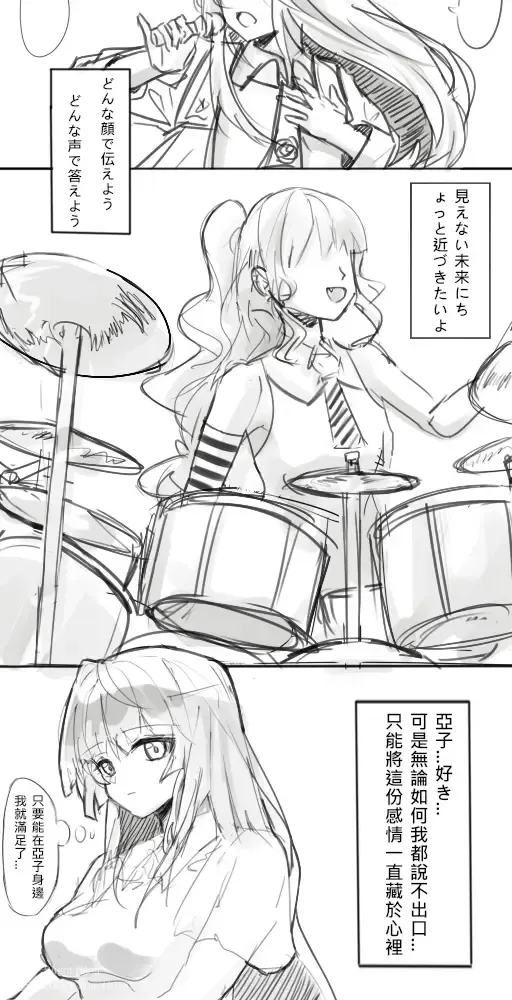 どんな顔で伝えよう
どんな声で答えよう
見えない未来にち
ょっと近づきたいよ
亞子…好き…
可是無論如何我都說不出口…
只能將這份感情一直藏於心裡
只要能在亞子身邊
我就滿足了…